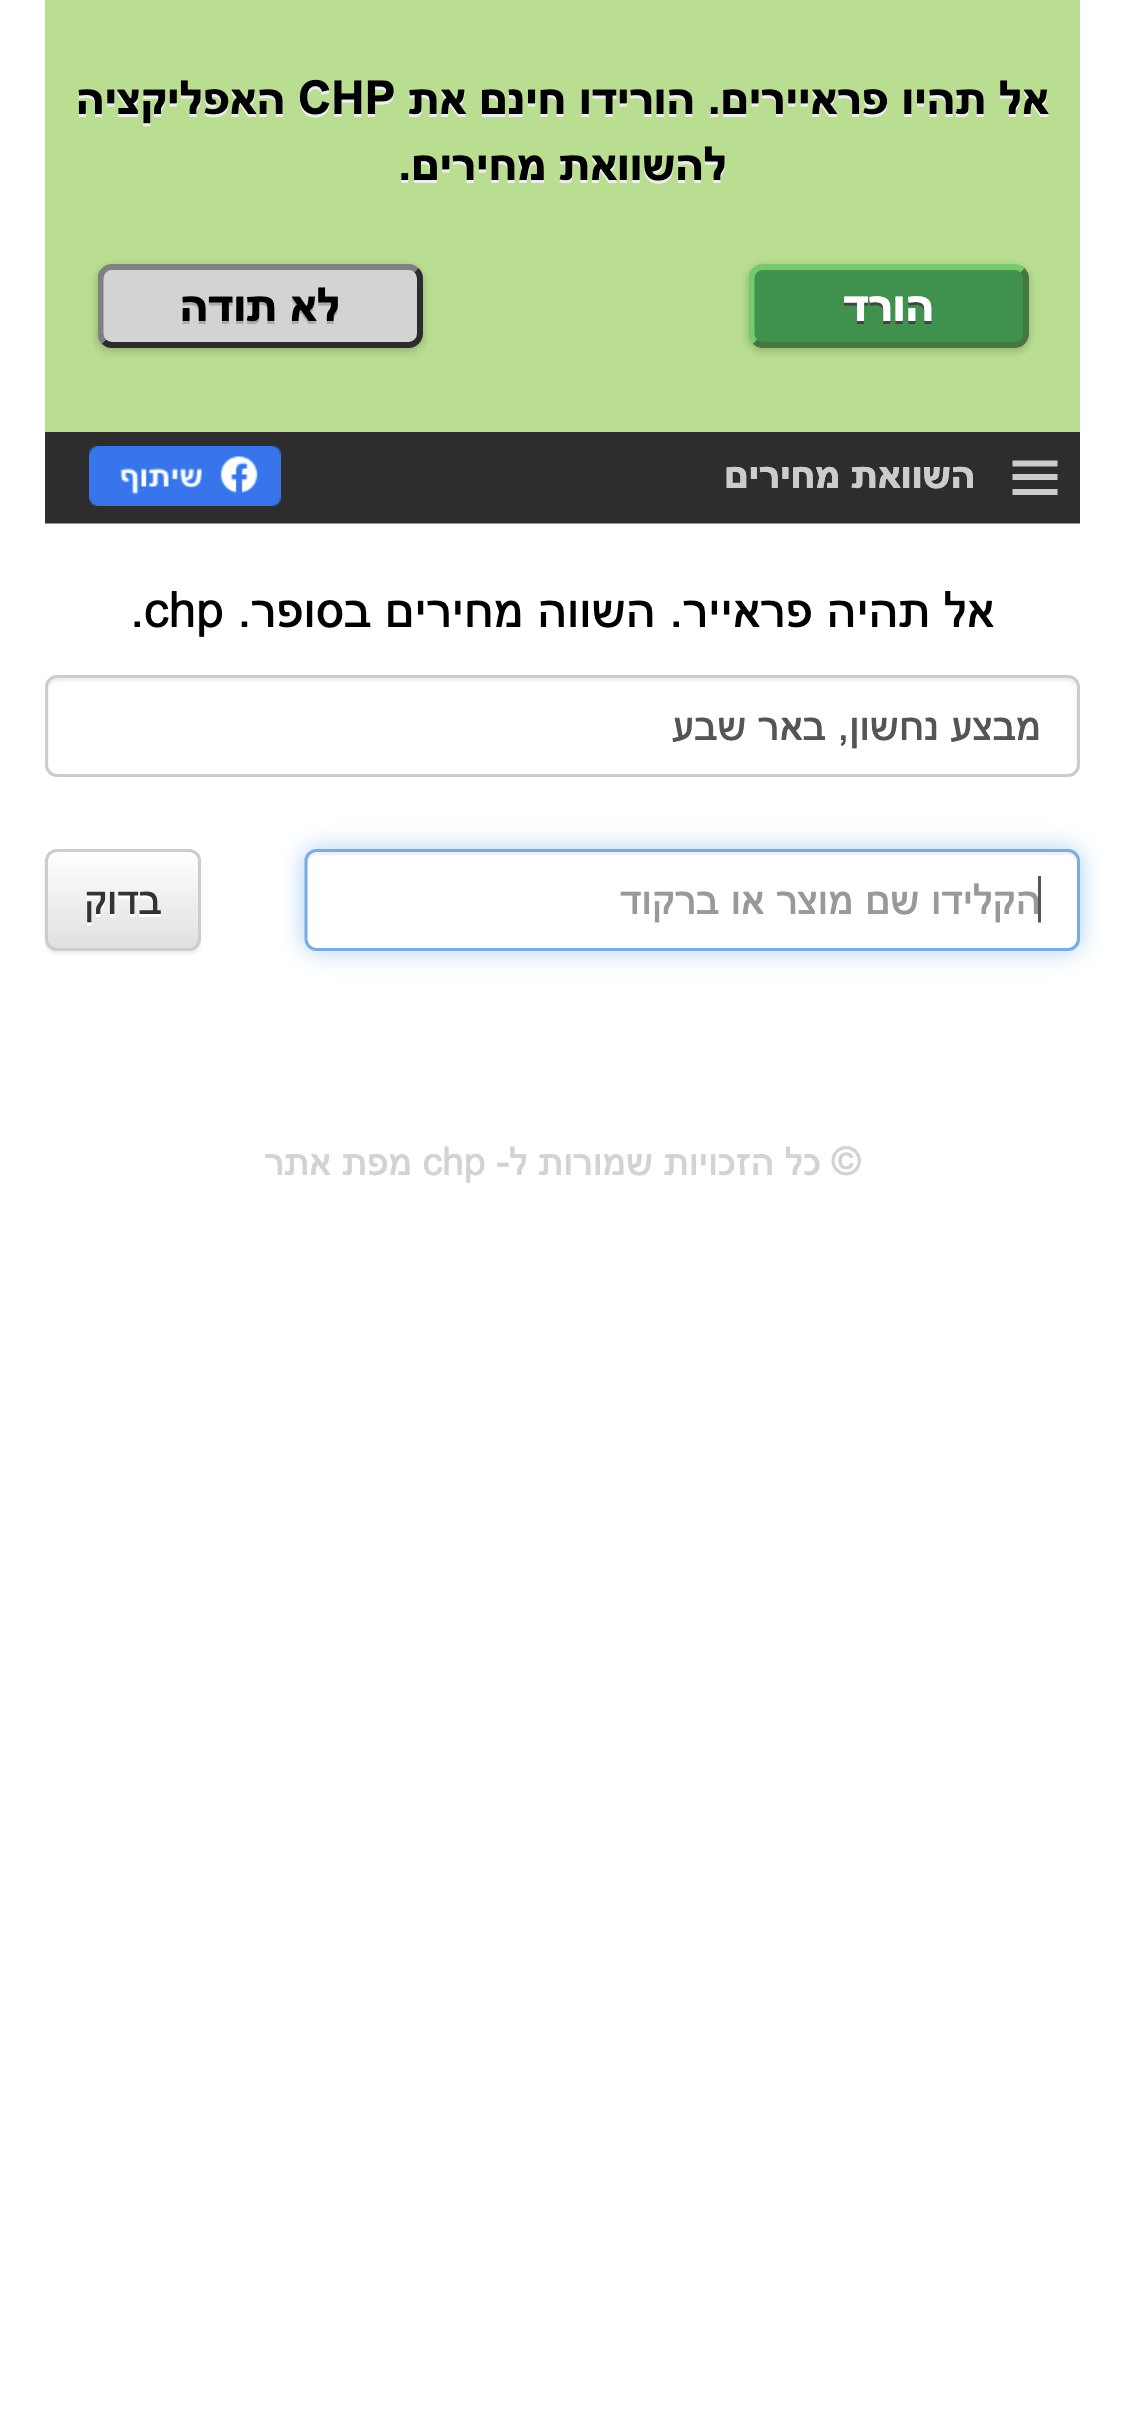 אל תהיו פראיירים. הורידו חינם את CHP האפליקציה
להשוואת מחירים.
הורד
לא תודה
השוואת מחירים
שיתוף
אל תהיה פראייר. השווה מחירים בסופר. chp.
מבצע נחשון, באר שבע
הקלידו שם מוצר או ברקוד
בדוק
© כל הזכויות שמורות ל- chp מפת אתר